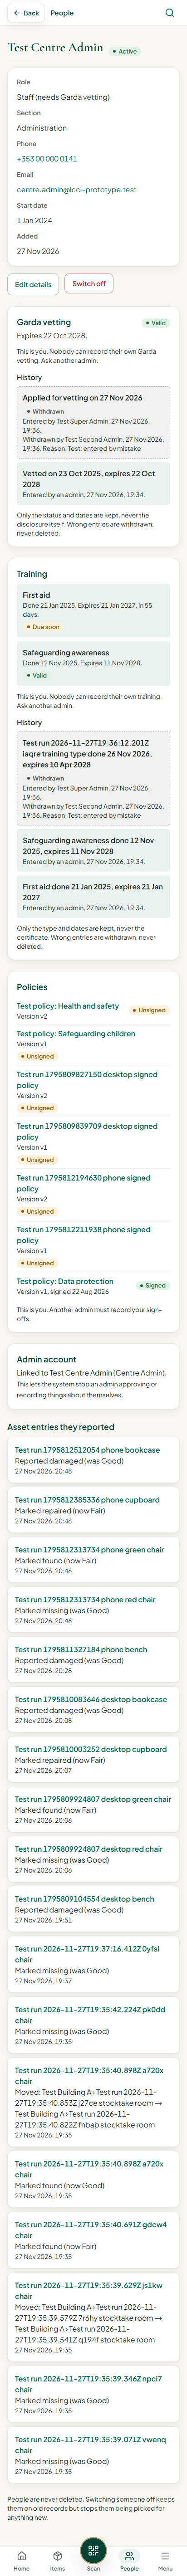 Back
People
Test Centre Admin
Active
Role
Staff (needs Garda vetting)
Section
Administration
Phone
+353 00 000 0141
Email
centre.admin@icci-prototype.test
Start date
1 Jan 2024
Added
27 Nov 2026
Edit details
Switch off
Garda vetting
Valid
Expires 22 Oct 2028.
This is you. Nobody can record their own Garda
vetting. Ask another admin.
History
Applied for vetting on 27 Nov 2026
Withdrawn
Entered by Test Super Admin, 27 Nov 2026,
19:36.
Withdrawn by Test Second Admin, 27 Nov 2026,
19:36. Reason: Test: entered by mistake
Vetted on 23 Oct 2025, expires 22 Oct
2028
Entered by an admin, 27 Nov 2026, 19:34.
Only the status and dates are kept, never the
disclosure itself. Wrong entries are withdrawn,
never deleted.
Training
First aid
Done 21 Jan 2025. Expires 21 Jan 2027, in 55
days.
Due soon
Safeguarding awareness
Done 12 Nov 2025. Expires 11 Nov 2028.
Valid
This is you. Nobody can record their own training.
Ask another admin.
History
Withdrawn
Entered by Test Super Admin, 27 Nov 2026,
19:36.
Withdrawn by Test Second Admin, 27 Nov 2026,
19:36. Reason: Test: entered by mistake
Safeguarding awareness done 12 Nov
2025, expires 11 Nov 2028
Entered by an admin, 27 Nov 2026, 19:34.
First aid done 21 Jan 2025, expires 21 Jan
2027
Entered by an admin, 27 Nov 2026, 19:34.
Only the type and dates are kept, never the
certificate. Wrong entries are withdrawn, never
deleted.
Policies
Test policy: Health and safety
Unsigned
Version v2
Test policy: Safeguarding children
Version v1
Unsigned
Test run 1795809827150 desktop signed
policy
Version v2
Unsigned
Test run 1795809839709 desktop signed
policy
Version v1
Unsigned
Test run 1795812194630 phone signed
policy
Version v2
Unsigned
Test run 1795812211938 phone signed
policy
Version v1
Unsigned
Test policy: Data protection
Signed
Version v1, signed 22 Aug 2026
This is you. Another admin must record your sign-
offs.
Admin account
Linked to Test Centre Admin (Centre Admin).
This lets the system stop an admin approving or
recording things about themselves.
Asset entries they reported
Test run 1795812512054 phone bookcase
Reported damaged (was Good)
27 Nov 2026, 20:48
Test run 1795812385336 phone cupboard
Marked repaired (now Fair)
27 Nov 2026, 20:46
Test run 1795812313734 phone green chair
Marked found (now Fair)
27 Nov 2026, 20:46
Test run 1795812313734 phone red chair
Marked missing (was Good)
27 Nov 2026, 20:46
Test run 1795811327184 phone bench
Reported damaged (was Good)
27 Nov 2026, 20:28
Test run 1795810083646 desktop bookcase
Reported damaged (was Good)
27 Nov 2026, 20:08
Test run 1795810003252 desktop cupboard
Marked repaired (now Fair)
27 Nov 2026, 20:07
Test run 1795809924807 desktop green chair
Marked found (now Fair)
27 Nov 2026, 20:06
Test run 1795809924807 desktop red chair
Marked missing (was Good)
27 Nov 2026, 20:06
Test run 1795809104554 desktop bench
Reported damaged (was Good)
27 Nov 2026, 19:51
Test run 2026-11-27T19:37:16.412Z 0yfsl
chair
Marked missing (was Good)
27 Nov 2026, 19:37
Test run 2026-11-27T19:35:42.224Z pk0dd
chair
Marked missing (was Good)
27 Nov 2026, 19:35
Test run 2026-11-27T19:35:40.898Z a720x
chair
Moved: Test Building A › Test run 2026-11-
27T19:35:40.853Z j27ce stocktake room →
Test Building A › Test run 2026-11-
27T19:35:40.822Z fnbab stocktake room
27 Nov 2026, 19:35
Test run 2026-11-27T19:35:40.898Z a720x
chair
Marked found (now Good)
27 Nov 2026, 19:35
Test run 2026-11-27T19:35:40.691Z gdcw4
chair
Marked found (now Fair)
27 Nov 2026, 19:35
Test run 2026-11-27T19:35:39.629Z js1kw
chair
Moved: Test Building A › Test run 2026-11-
27T19:35:39.579Z 7r6hy stocktake room →
Test Building A › Test run 2026-11-
27T19:35:39.541Z q194f stocktake room
27 Nov 2026, 19:35
Test run 2026-11-27T19:35:39.346Z npci7
chair
Marked missing (was Good)
27 Nov 2026, 19:35
Test run 2026-11-27T19:35:39.071Z vwenq
chair
Marked missing (was Good)
27 Nov 2026, 19:35
People are never deleted. Switching someone off keeps
them on old records but stops them being picked for
anything new.
Home
Items
Scan
People
Menu